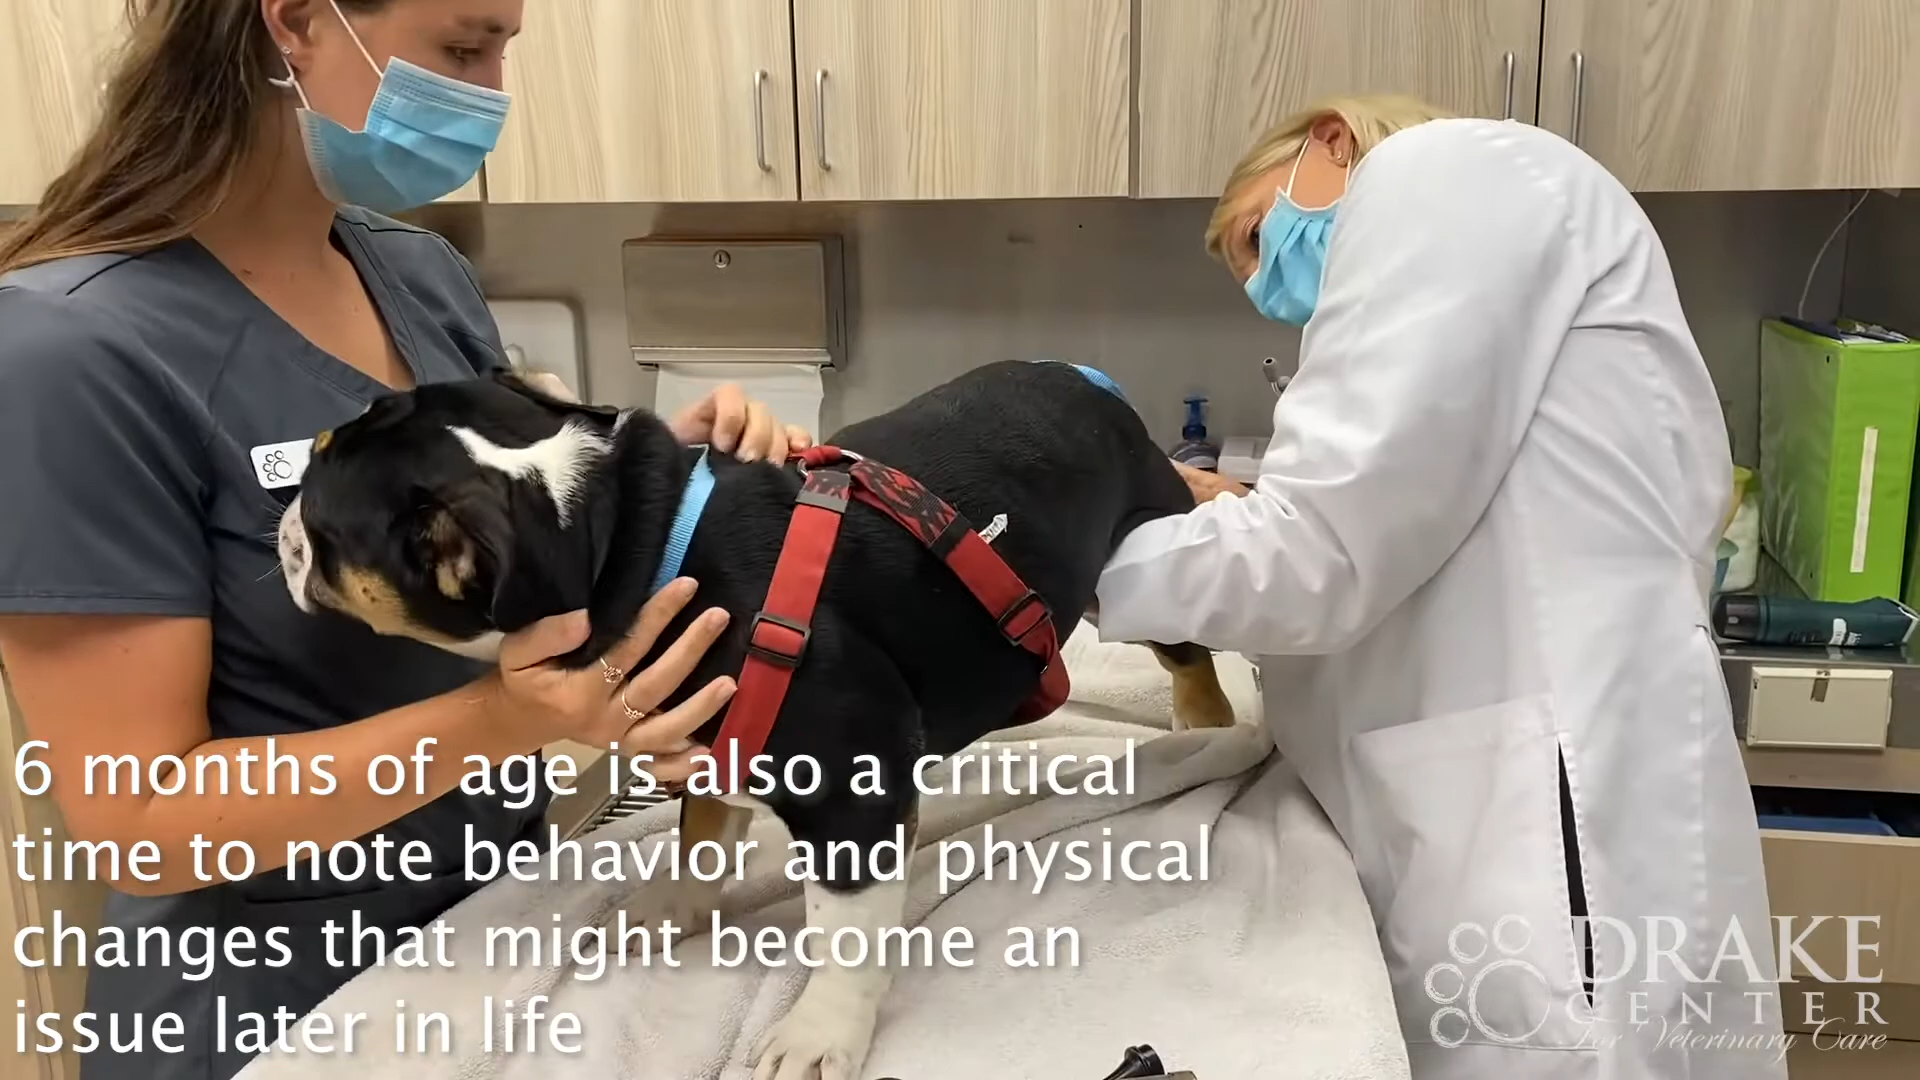 6 months of age is also a critical
time to note behavior and physical
changes that might become an
issue later in life
DRAKE
CENTER
For Veterinary Care